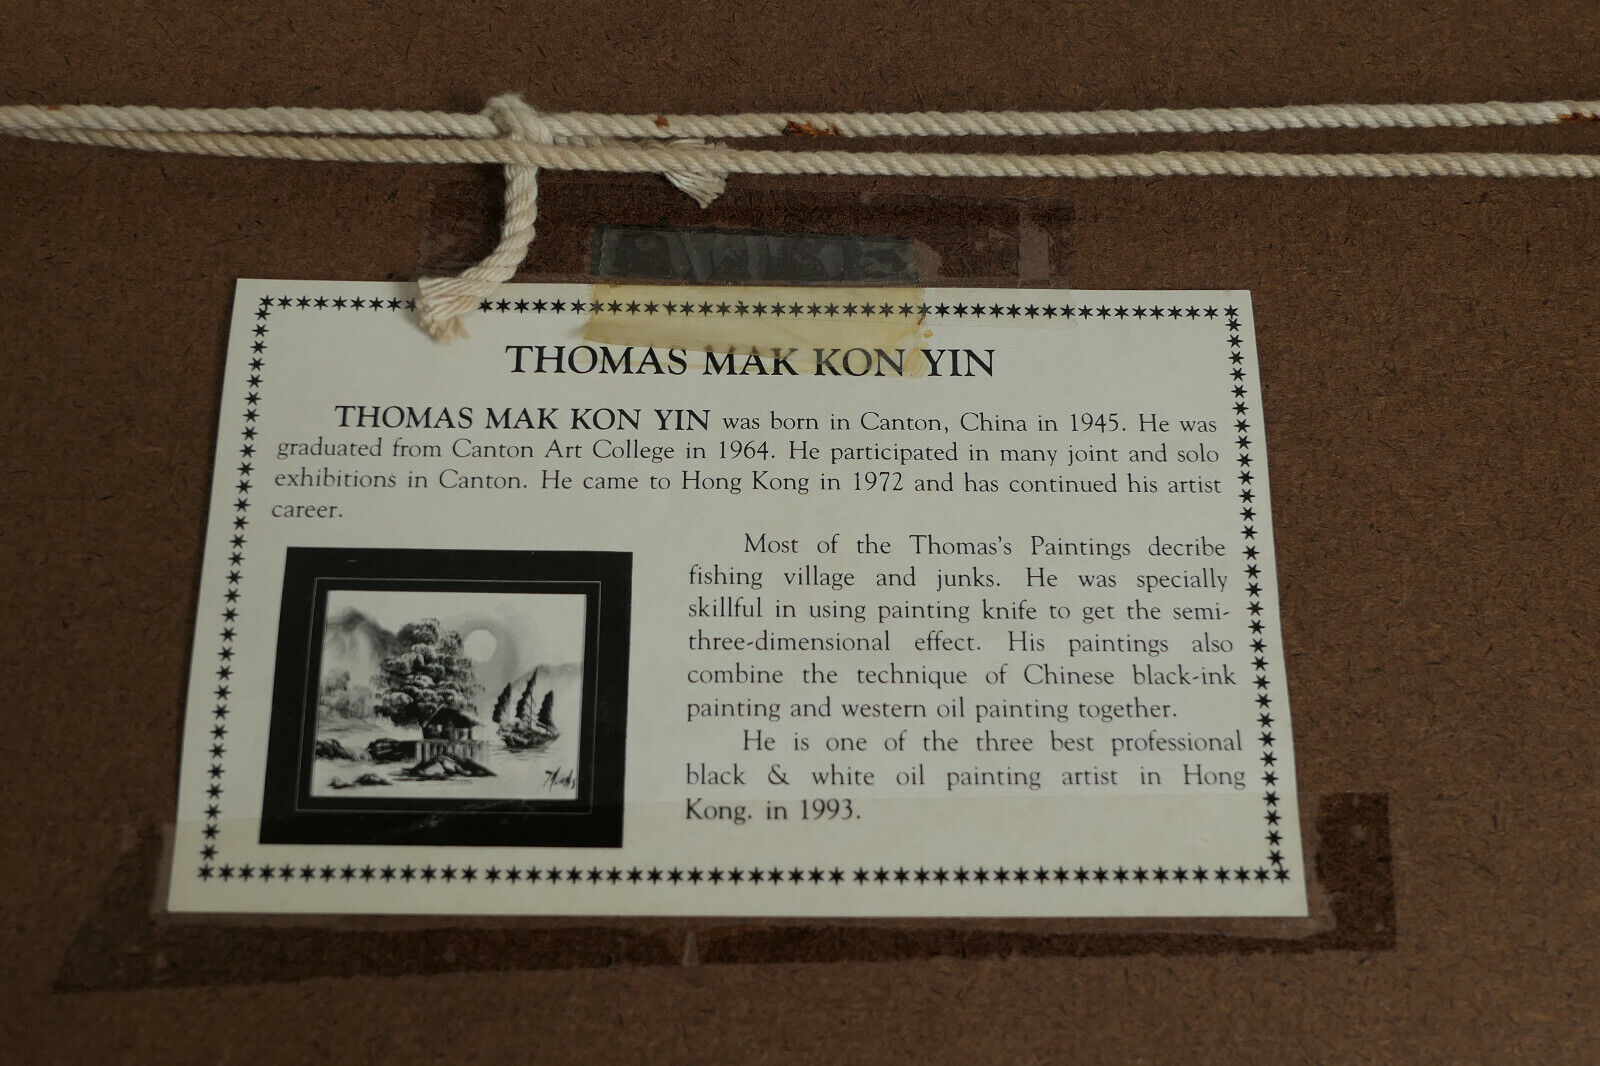 THOMAS MAK KON YIN
THOMAS MAK KON YIN was born in Canton, China in 1945. He was
graduated from Canton Art College in 1964. He participated in many joint and solo
exhibitions in Canton. He came to Hong Kong in 1972 and has continued his artist
career.
Most of the Thomas's Paintings decribe
fishing village and junks. He was specially
skillful in using painting knife to get the semi-
three-dimensional effect. His paintings also
combine the technique of Chinese black-ink
painting and western oil painting together.
He is one of the three best professional
black & white oil painting artist in Hong
Kong. in 1993.